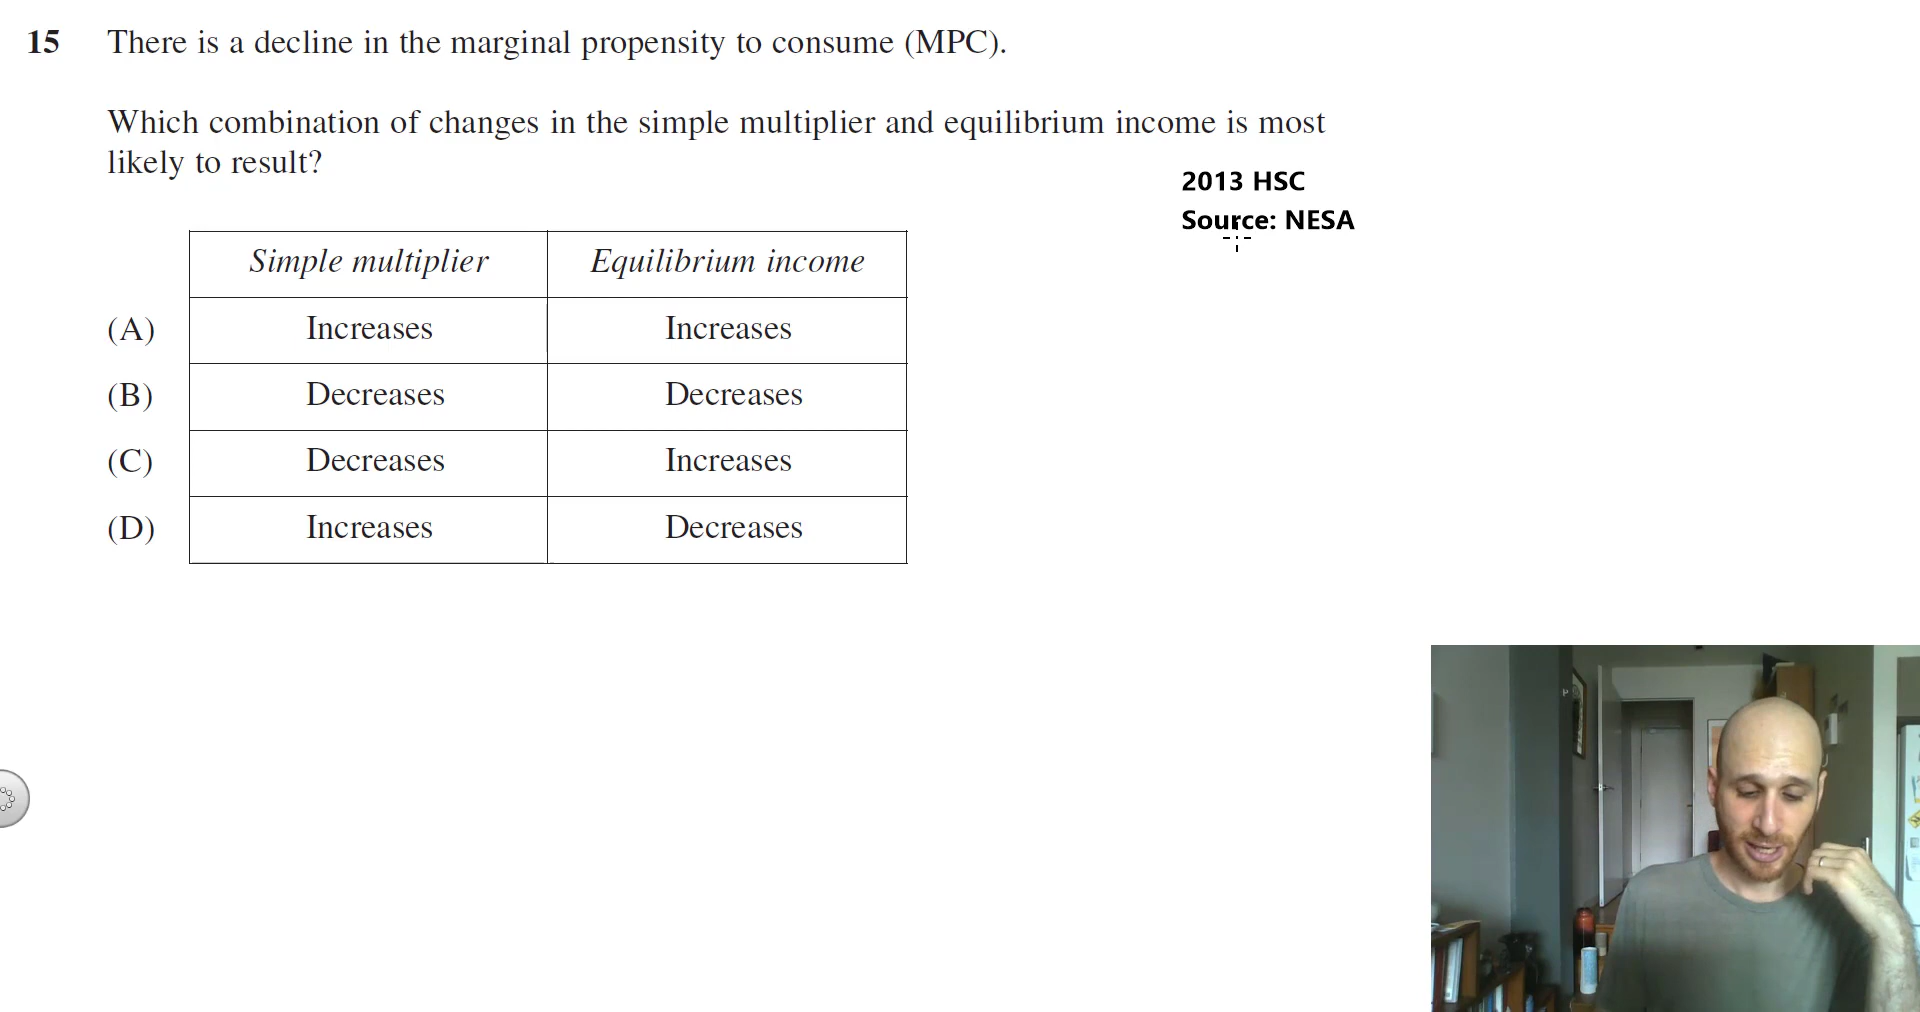 15 There is a decline in the marginal propensity to consume (MPC).
Which combination of changes in the simple multiplier and equilibrium income is most
likely to result?
2013 HSC
Source: NESA
Simple multiplier Equilibrium income
(A) Increases Increases
(B) Decreases Decreases
(C) Decreases Increases
(D) Increases Decreases